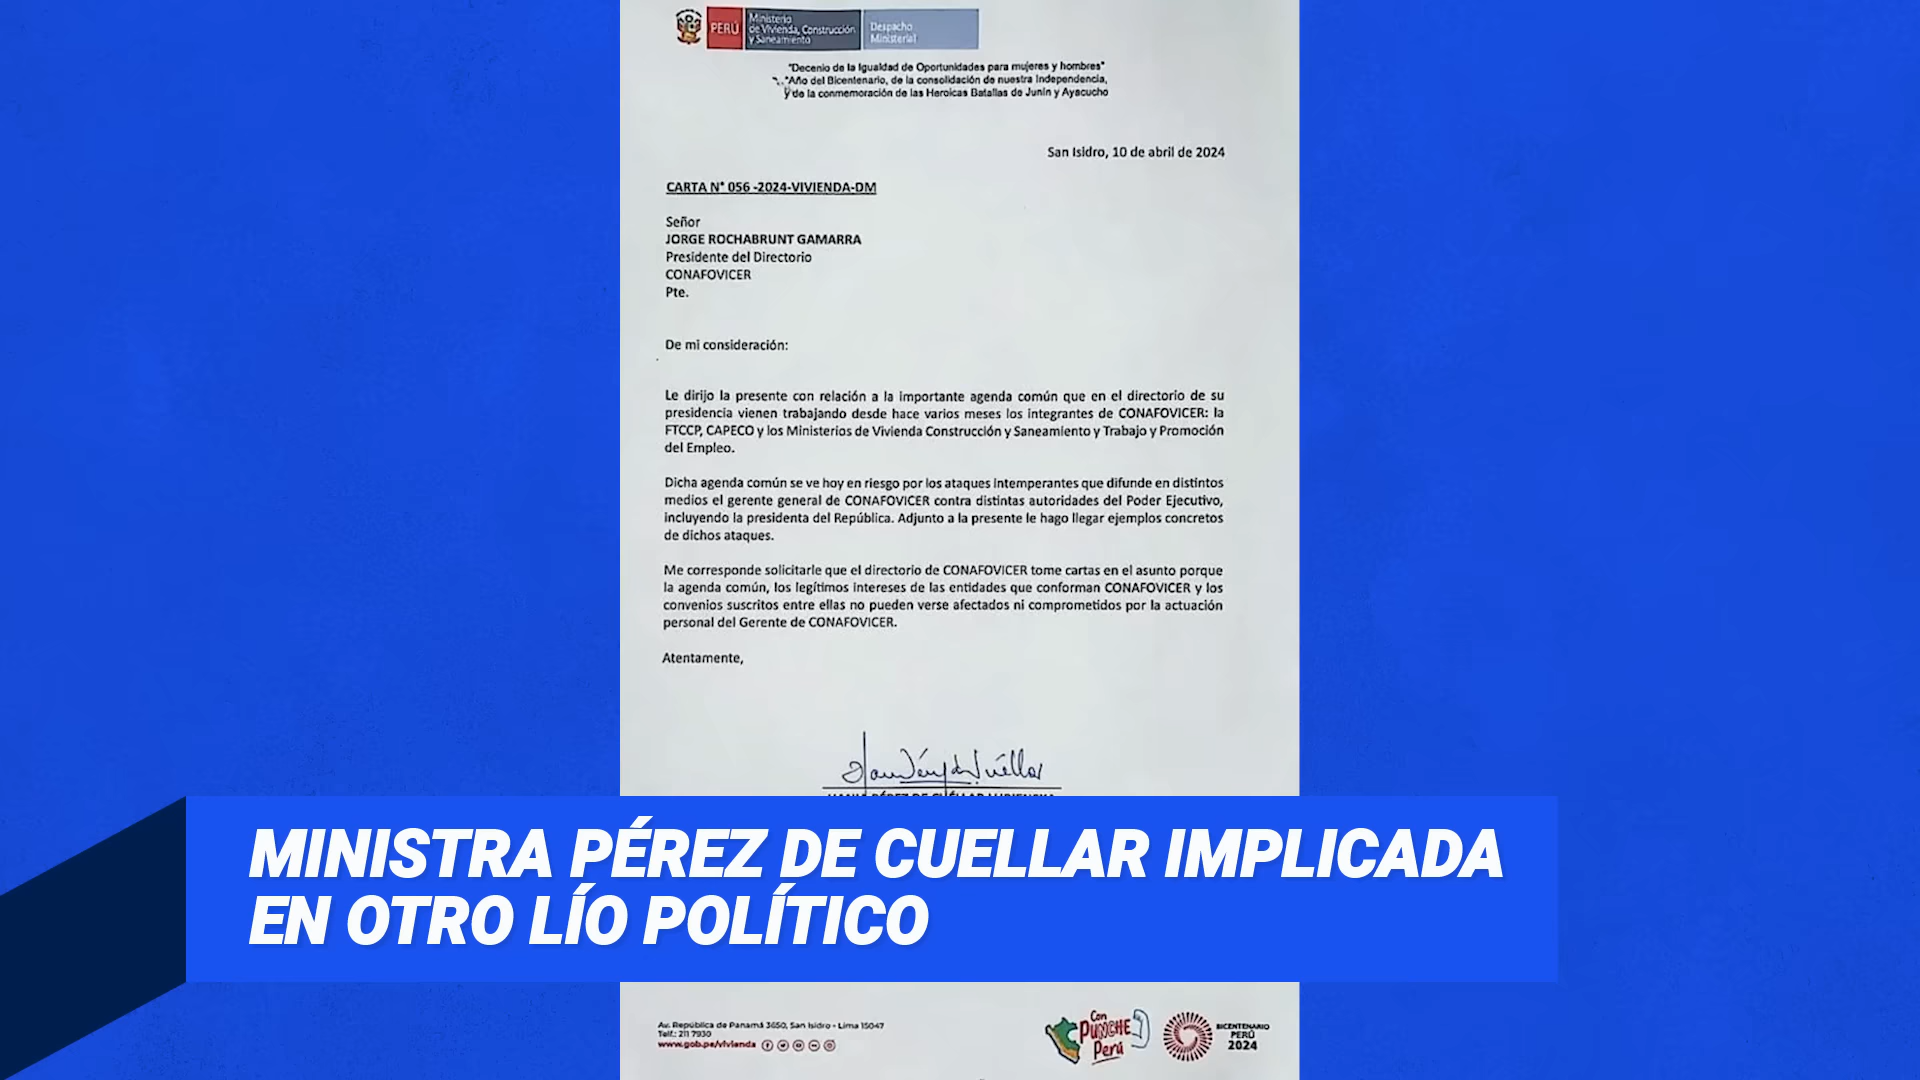 PERÚ
Ministerio
de Vivienda, Construcción
y Saneamiento
Despacho
Ministerial
"Decenio de la Igualdad de Oportunidades para mujeres y hombres"
"Año del Bicentenario, de la consolidación de nuestra Independencia,
y de la conmemoración de las Heroicas Batallas de Junín y Ayacucho
San Isidro, 10 de abril de 2024
CARTA N° 056 -2024-VIVIENDA-DM
Señor
JORGE ROCHABRUNT GAMARRA
Presidente del Directorio
CONAFOVICER
Pte.
De mi consideración:
Le dirijo la presente con relación a la importante agenda común que en el directorio de su
presidencia vienen trabajando desde hace varios meses los integrantes de CONAFOVICER: la
FTCCP, CAPECO y los Ministerios de Vivienda Construcción y Saneamiento y Trabajo y Promoción
del Empleo.
Dicha agenda común se ve hoy en riesgo por los ataques intemperantes que difunde en distintos
medios el gerente general de CONAFOVICER contra distintas autoridades del Poder Ejecutivo,
incluyendo la presidenta del República. Adjunto a la presente le hago llegar ejemplos concretos
de dichos ataques.
Me corresponde solicitarle que el directorio de CONAFOVICER tome cartas en el asunto porque
la agenda común, los legítimos intereses de las entidades que conforman CONAFOVICER y los
convenios suscritos entre ellas no pueden verse afectados ni comprometidos por la actuación
personal del Gerente de CONAFOVICER.
Atentamente,
MINISTRA PÉREZ DE CUELLAR IMPLICADA
EN OTRO LÍO POLÍTICO
Av. República de Panamá 3650, San Isidro - Lima 15047
Telf.: 211 7930
www.gob.pe/vivienda
Con
PUNCHE
Perú
BICENTENARIO
PERÚ
2024